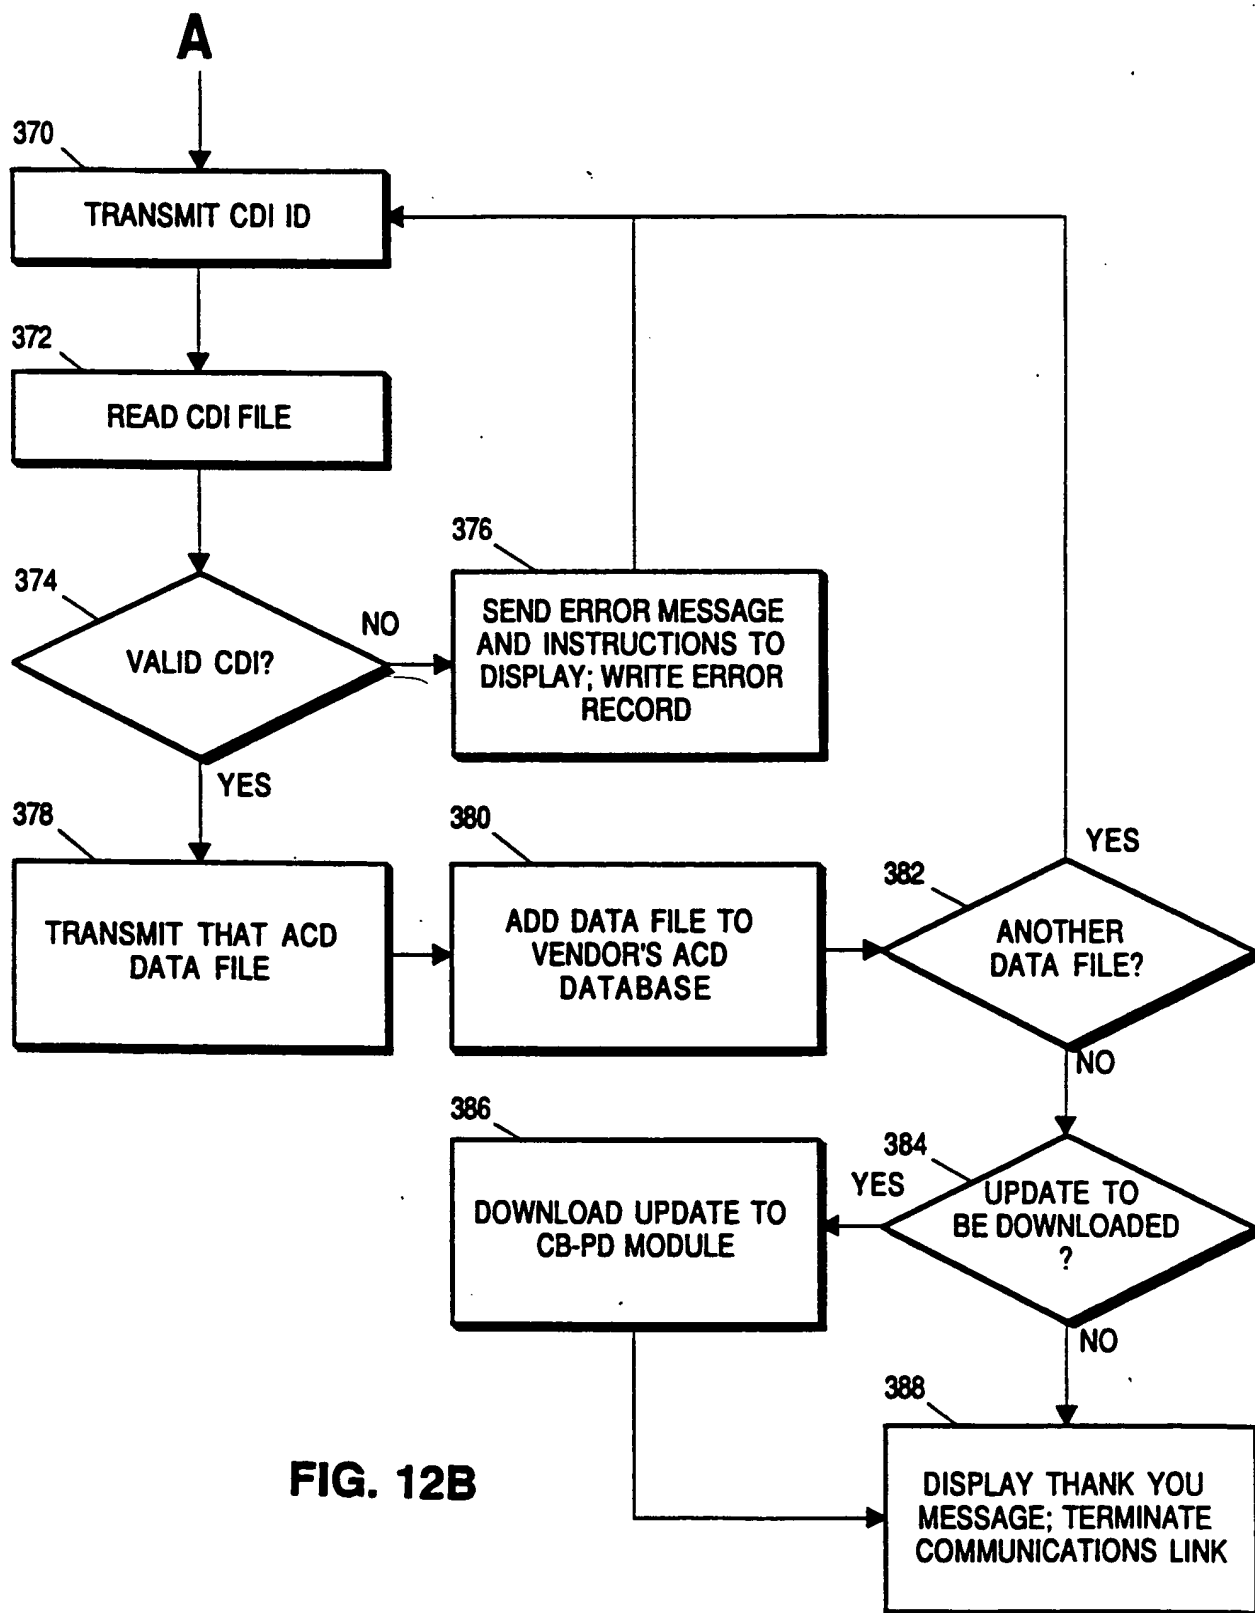 A
370
TRANSMIT CDI ID
372
READ CDI FILE
374
VALID CDI?
NO
YES
376
SEND ERROR MESSAGE
AND INSTRUCTIONS TO
DISPLAY; WRITE ERROR
RECORD
378
TRANSMIT THAT ACD
DATA FILE
380
ADD DATA FILE TO
VENDOR'S ACD
DATABASE
382
YES
ANOTHER
DATA FILE?
NO
384
YES
UPDATE TO
BE DOWNLOADED
?
NO
386
DOWNLOAD UPDATE TO
CB-PD MODULE
388
DISPLAY THANK YOU
MESSAGE; TERMINATE
COMMUNICATIONS LINK
FIG. 12B